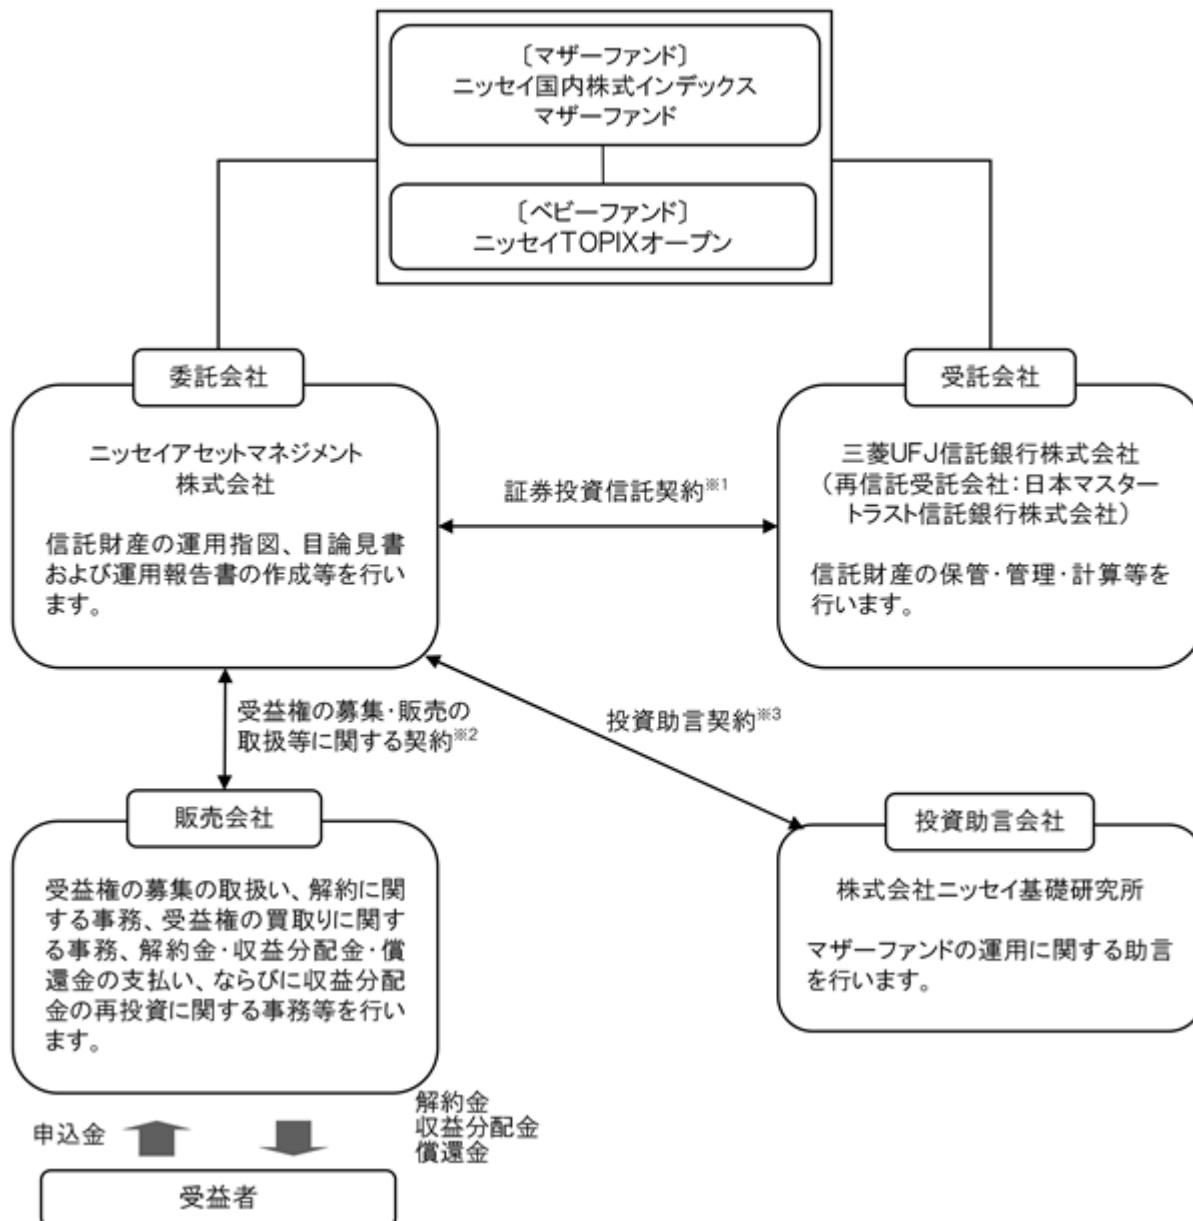 〔マザーファンド〕
ニッセイ国内株式インデックス
マザーファンド
〔ベビーファンド〕
ニッセイTOPIXオープン
委託会社
ニッセイアセットマネジメント
株式会社
信託財産の運用指図、目論見書
および運用報告書の作成等を行い
ます。
証券投資信託契約※1
受託会社
三菱UFJ信託銀行株式会社
(再信託受託会社:日本マスター
トラスト信託銀行株式会社)
信託財産の保管・管理・計算等を
行います。
受益権の募集・販売の
取扱等に関する契約※2
投資助言契約※3
販売会社
受益権の募集の取扱い、解約に関
する事務、受益権の買取りに関す
る事務、解約金・収益分配金・償
還金の支払い、ならびに収益分配
金の再投資に関する事務等を行い
ます。
投資助言会社
株式会社ニッセイ基礎研究所
マザーファンドの運用に関する助言
を行います。
申込金
解約金
収益分配金
償還金
受益者